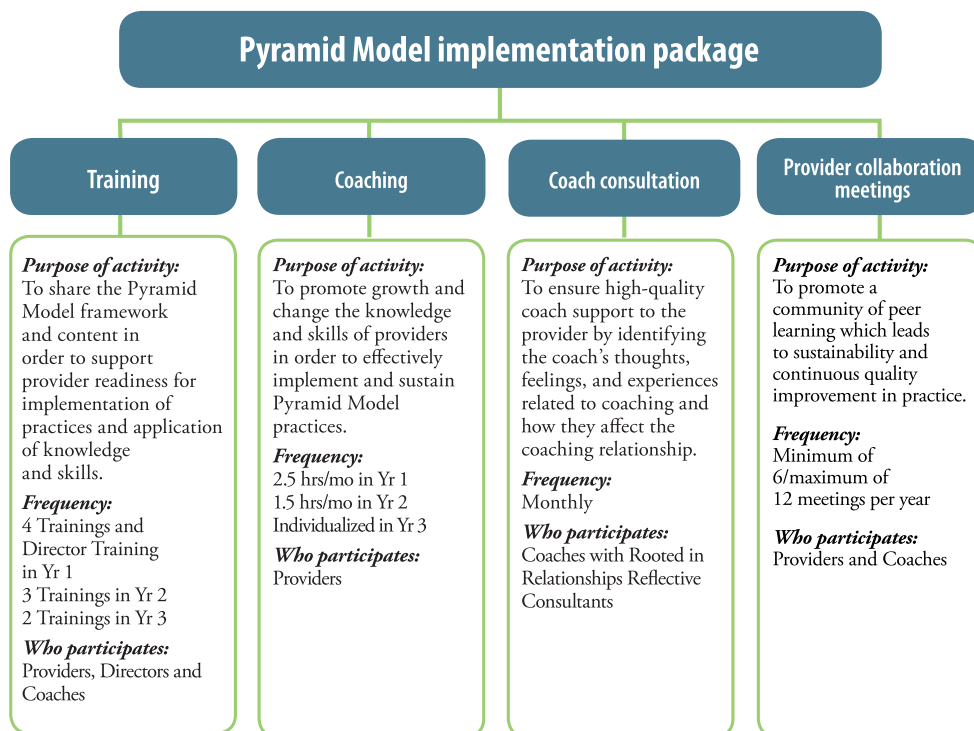 Pyramid Model implementation package
Training
Purpose of activity:
To share the Pyramid
Model framework
and content in
order to support
provider readiness for
implementation of
practices and application
of knowledge
and skills.
Frequency:
4 Trainings and
Director Training
in Yr 1
3 Trainings in Yr 2
2 Trainings in Yr 3
Who participates:
Providers, Directors and
Coaches
Coaching
Purpose of activity:
To promote growth and
change the knowledge
and skills of providers
in order to effectively
implement and sustain
Pyramid Model
practices.
Frequency:
2.5 hrs/mo in Yr 1
1.5 hrs/mo in Yr 2
Individualized in Yr 3
Who participates:
Providers
Coach consultation
Purpose of activity:
To ensure high-quality
coach support to the
provider by identifying
the coach's thoughts,
feelings, and experiences
related to coaching and
how they affect the
coaching relationship.
Frequency:
Monthly
Who participates:
Coaches with Rooted in
Relationships Reflective
Consultants
Provider collaboration
meetings
Purpose of activity:
To promote a
community of peer
learning which leads
to sustainability and
continuous quality
improvement in practice.
Frequency:
Minimum of
6/maximum of
12 meetings per year
Who participates:
Providers and Coaches